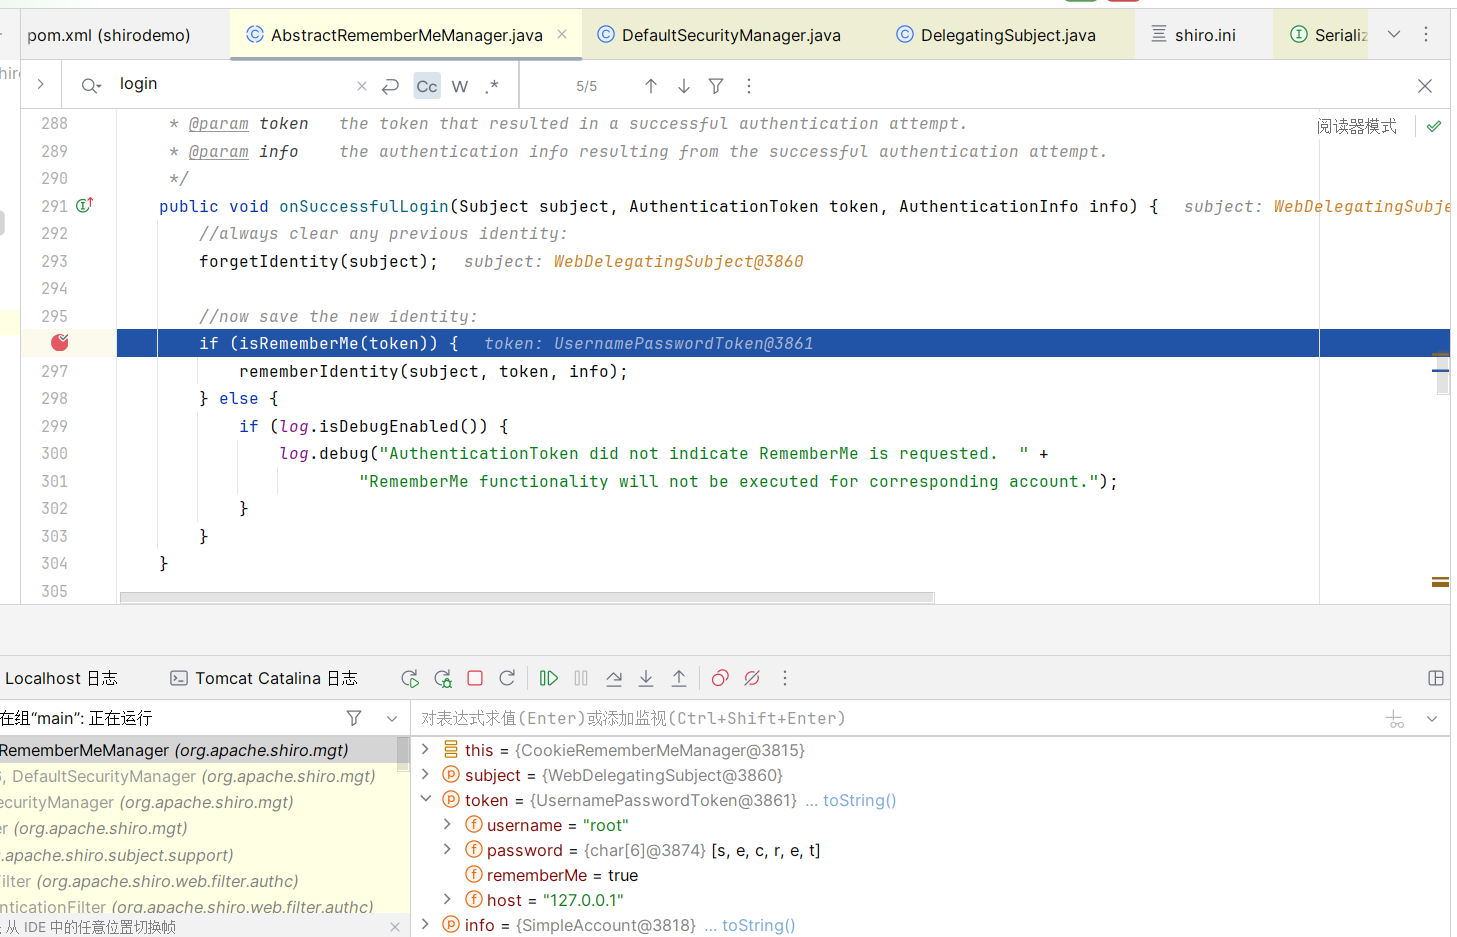 pom.xml (shirodemo)
AbstractRememberMeManager.java
DefaultSecurityManager.java
DelegatingSubject.java
shiro.ini
login
Cc
W
.*
5/5
288 * @param token the token that resulted in a successful authentication attempt.
阅读器模式
289 * @param info the authentication info resulting from the successful authentication attempt.
290 */
291 public void onSuccessfulLogin(Subject subject, AuthenticationToken token, AuthenticationInfo info) { subject: WebDelegatingSubje
292 //always clear any previous identity:
293 forgetIdentity(subject); subject: WebDelegatingSubject@3860
294
295 //now save the new identity:
if (isRememberMe(token)) { token: UsernamePasswordToken@3861
297 rememberIdentity(subject, token, info);
298 } else {
299 if (log.isDebugEnabled()) {
300 log.debug("AuthenticationToken did not indicate RememberMe is requested.  " +
301 "RememberMe functionality will not be executed for corresponding account.");
302 }
303 }
304 }
305
Localhost 日志
Tomcat Catalina 日志
在组“main”: 正在运行
对表达式求值(Enter)或添加监视(Ctrl+Shift+Enter)
RememberMeManager (org.apache.shiro.mgt)
, DefaultSecurityManager (org.apache.shiro.mgt)
ecurityManager (org.apache.shiro.mgt)
er (org.apache.shiro.mgt)
.apache.shiro.subject.support)
ilter (org.apache.shiro.web.filter.authc)
nticationFilter (org.apache.shiro.web.filter.authc)
从 IDE 中的任意位置切换帧
this = {CookieRememberMeManager@3815}
subject = {WebDelegatingSubject@3860}
token = {UsernamePasswordToken@3861} ... toString()
username = "root"
password = {char[6]@3874} [s, e, c, r, e, t]
rememberMe = true
host = "127.0.0.1"
info = {SimpleAccount@3818} ... toString()